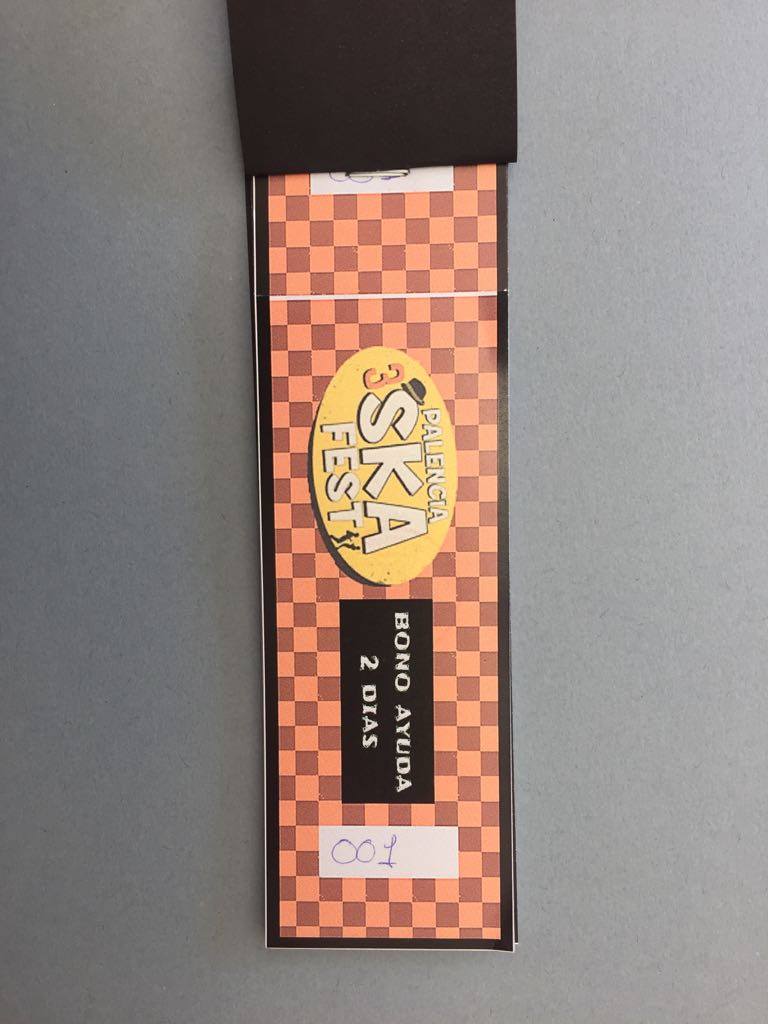 PALENCIA
3 SKA
FEST
BONO AYUDA
2 DIAS
001